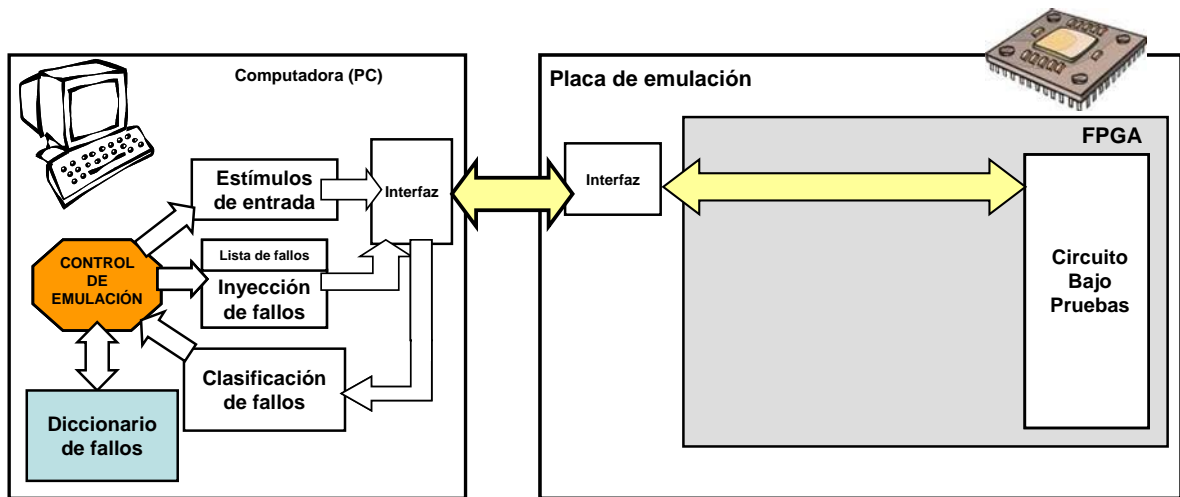 Computadora (PC)
Estímulos
de entrada
Interfaz
Lista de fallos
Inyección
de fallos
CONTROL
DE
EMULACIÓN
Clasificación
de fallos
Diccionario
de fallos
Placa de emulación
Interfaz
FPGA
Circuito
Bajo
Pruebas